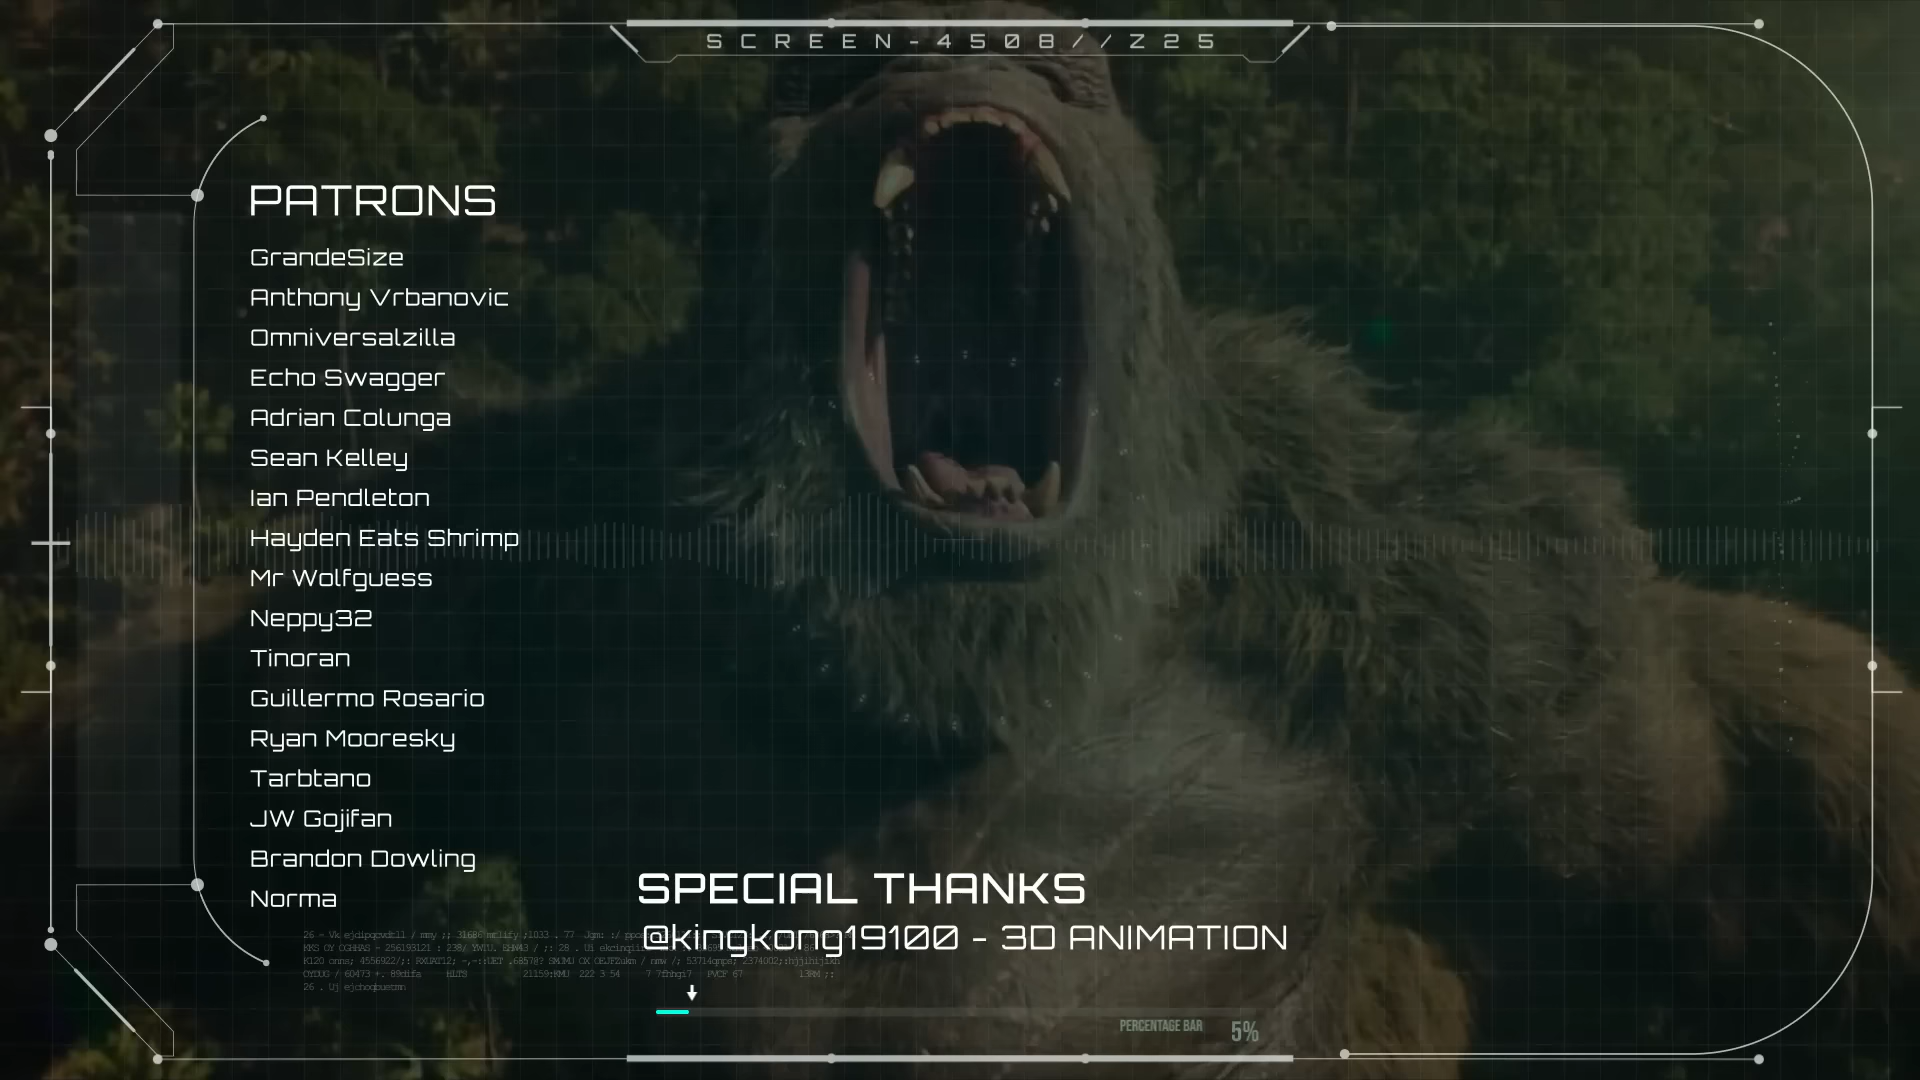 SCREEN-450B//Z25
PATRONS
GrandeSize
Anthony Vrbanovic
Omniversalzilla
Echo Swagger
Adrian Colunga
Sean Kelley
Ian Pendleton
Hayden Eats Shrimp
Mr Wolfguess
Neppy32
Tinoran
Guillermo Rosario
Ryan Mooresky
Tarbtano
JW Gojifan
Brandon Dowling
Norma
SPECIAL THANKS
@kingkong19100 - 3D ANIMATION
PERCENTAGE BAR
5%